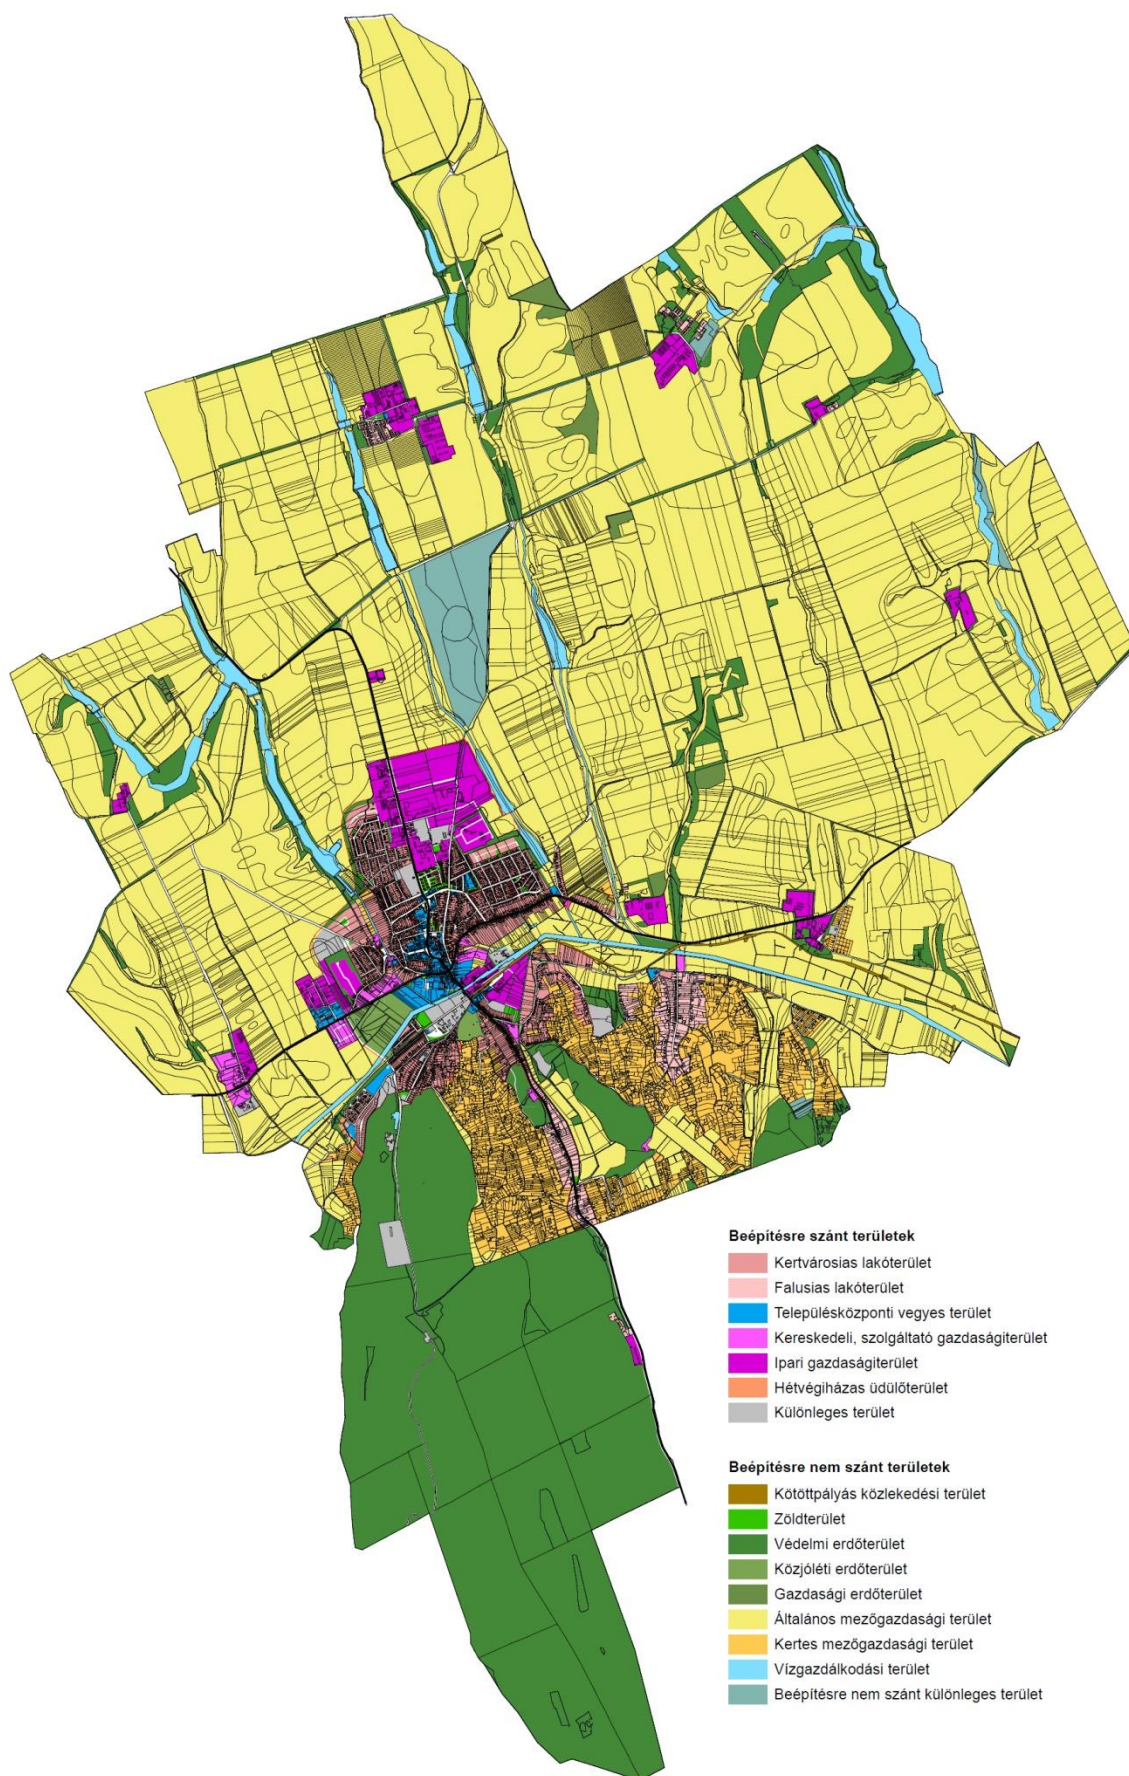 Beépítésre szánt területek
Kertvárosias lakóterület
Falusias lakóterület
Településközponti vegyes terület
Kereskedeli, szolgáltató gazdaságiterület
Ipari gazdaságiterület
Hétvégiházas üdülőterület
Különleges terület
Beépítésre nem szánt területek
Kötöttpályás közlekedési terület
Zöldterület
Védelmi erdőterület
Közjóléti erdőterület
Gazdasági erdőterület
Általános mezőgazdasági terület
Kertes mezőgazdasági terület
Vízgazdálkodási terület
Beépítésre nem szánt különleges terület